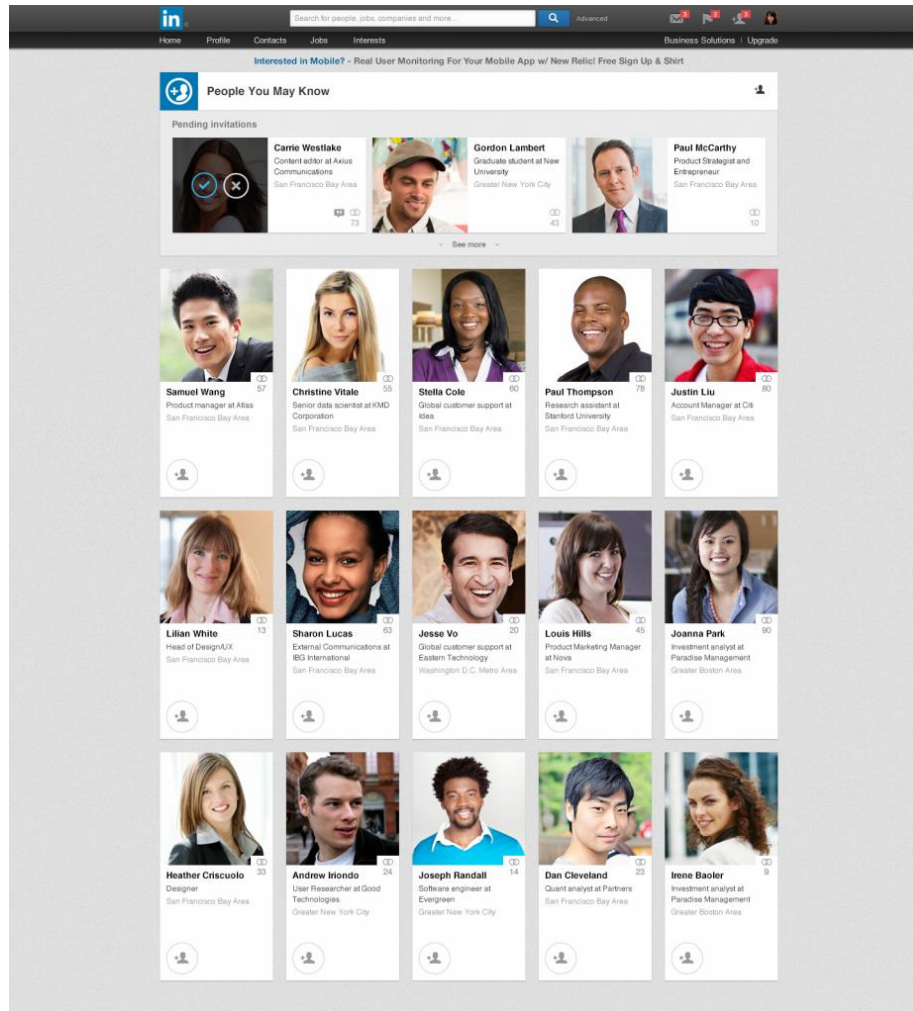 in
Search for people, jobs, companies and more...
Advanced
3
2
3
Home Profile Contacts Jobs Interests
Business Solutions | Upgrade
Interested in Mobile? - Real User Monitoring For Your Mobile App w/ New Relic! Free Sign Up & Shirt
People You May Know
Pending invitations
Carrie Westlake
Content editor at Axius
Communications
San Francisco Bay Area
73
Gordon Lambert
Graduate student at New
University
Greater New York City
43
Paul McCarthy
Product Strategist and
Entrepreneur
San Francisco Bay Area
10
See more
57
Samuel Wang
Product manager at Atlas
San Francisco Bay Area
55
Christine Vitale
Senior data scientist at KMD
Corporation
San Francisco Bay Area
60
Stella Cole
Global customer support at
Idea
San Francisco Bay Area
78
Paul Thompson
Research assistant at
Stanford University
San Francisco Bay Area
80
Justin Liu
Account Manager at Citi
San Francisco Bay Area
13
Lilian White
Head of Design/UX
San Francisco Bay Area
63
Sharon Lucas
External Communications at
IBG International
San Francisco Bay Area
20
Jesse Vo
Global customer support at
Eastern Technology
Washington D.C. Metro Area
45
Louis Hills
Product Marketing Manager
at Nova
San Francisco Bay Area
90
Joanna Park
Investment analyst at
Paradise Management
Greater Boston Area
33
Heather Criscuolo
Designer
San Francisco Bay Area
24
Andrew Iriondo
User Researcher at Good
Technologies
Greater New York City
14
Joseph Randall
Software engineer at
Evergreen
Greater New York City
23
Dan Cleveland
Quant analyst at Partners
San Francisco Bay Area
9
Irene Baoler
Investment analyst at
Paradise Management
Greater Boston Area